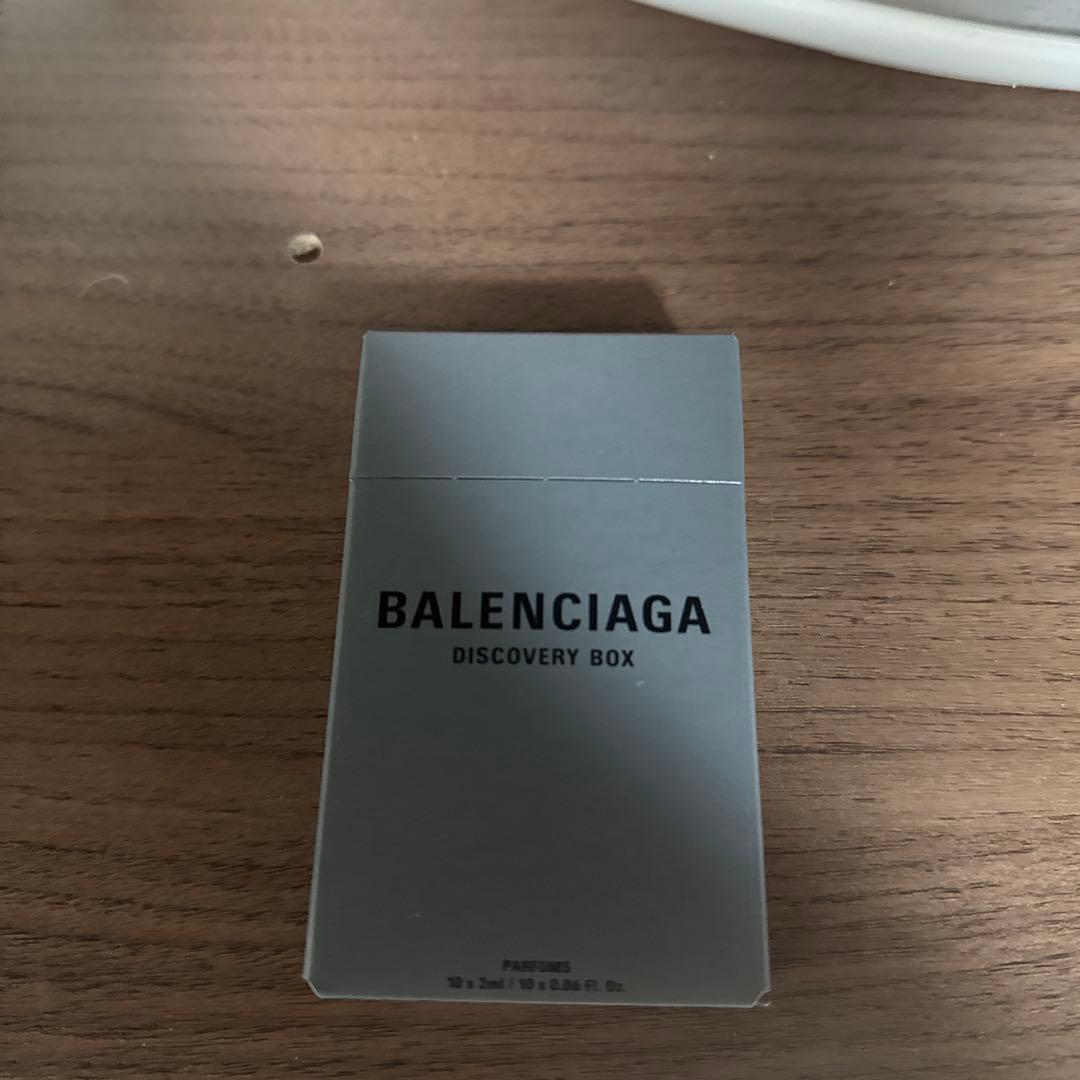 BALENCIAGA
DISCOVERY BOX
PARFUMS
10 x 2ml / 10 x 0.06 Fl. Oz.